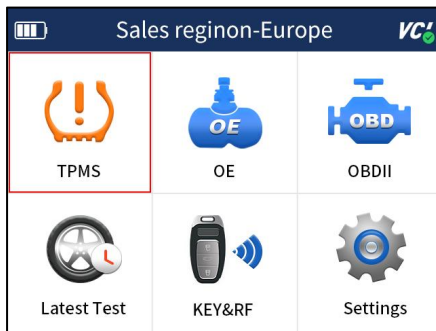 Sales reginon-Europe VCI
OE
OBD
TPMS OE OBDII
Latest Test KEY&RF Settings